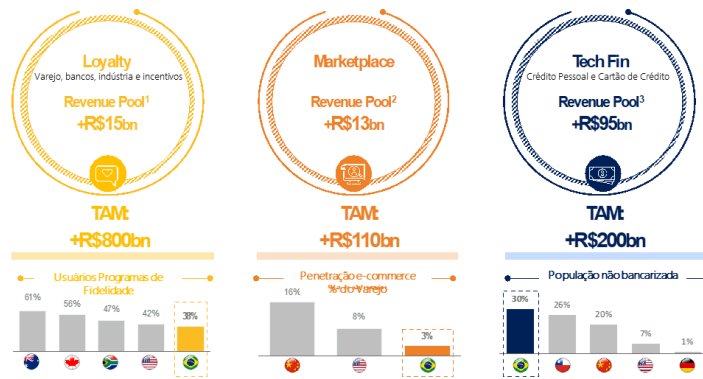 Loyalty
Varejo, bancos, indústria e incentivos
Revenue Pool¹
+R$15bn
TAM:
+R$800bn
Usuários Programas de
Fidelidade
61%
56%
47%
42%
38%
Marketplace
Revenue Pool²
+R$13bn
TAM:
+R$110bn
Penetração e-commerce
% do Varejo
16%
8%
3%
Tech Fin
Crédito Pessoal e Cartão de Crédito
Revenue Pool³
+R$95bn
TAM:
+R$200bn
População não bancarizada
30%
26%
20%
7%
1%